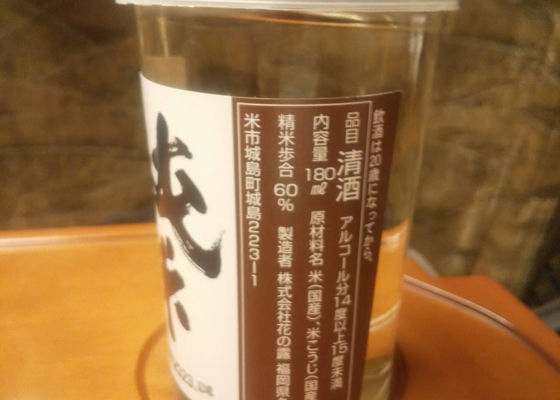 飲酒は20歳になってから。
品目 清酒 アルコール分14度以上15度未満
内容量 180㎖ 原材料名 米(国産)、米こうじ(国産
精米歩合 60% 製造者 株式会社花の露 福岡県久
米市城島町城島223-1